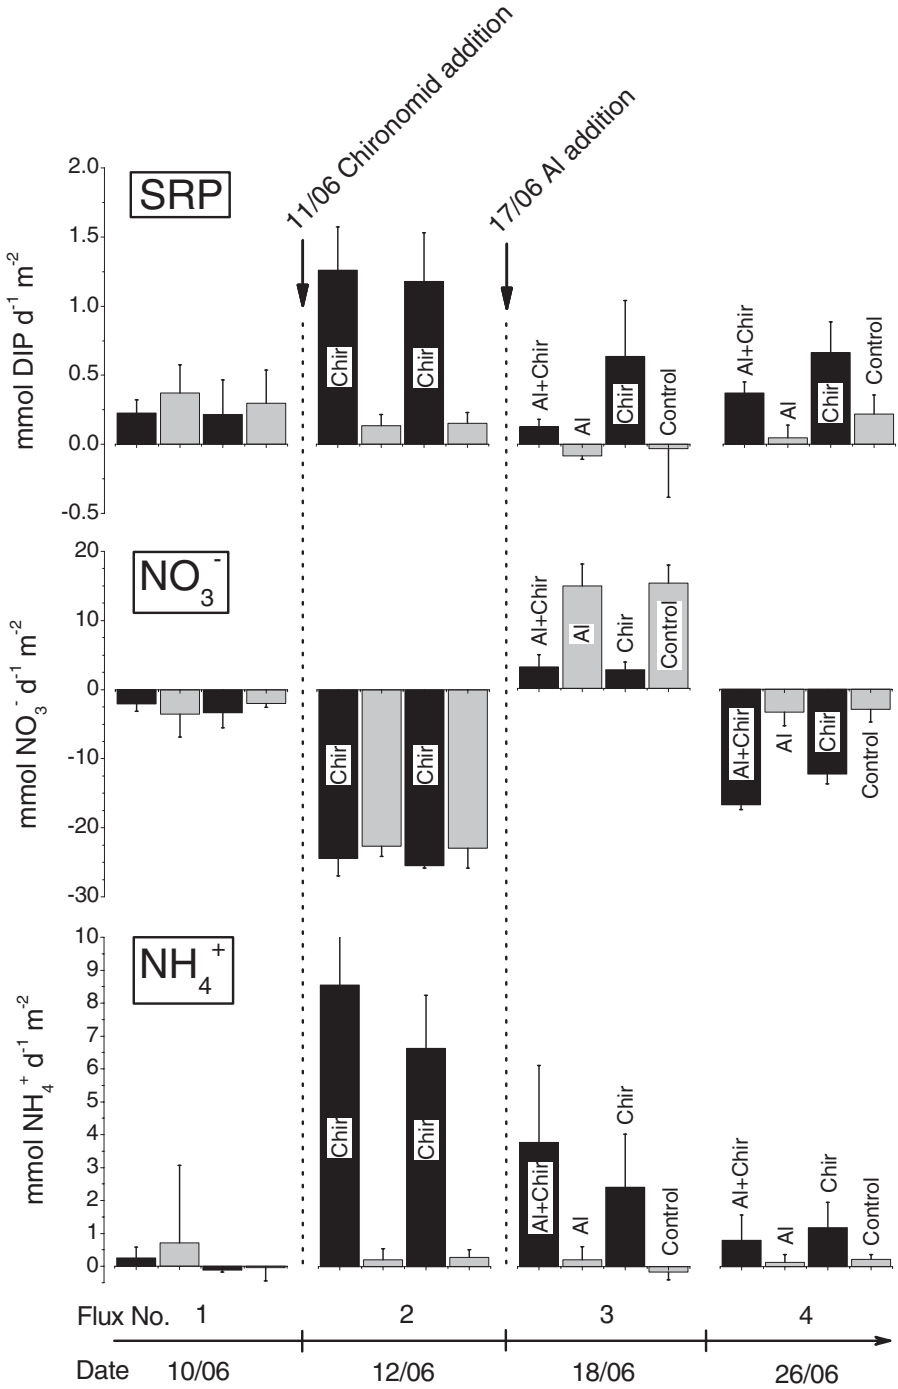 11/06 Chironomid addition
17/06 Al addition
SRP
mmol DIP d-1 m-2
2.0
1.5
1.0
0.5
0.0
-0.5
Chir
Chir
Al+Chir
Al
Chir
Control
Al+Chir
Al
Chir
Control
NO3-
mmol NO3- d-1 m-2
20
10
0
-10
-20
-30
Chir
Chir
Al+Chir
Al
Chir
Control
Al+Chir
Al
Chir
Control
NH4+
mmol NH4+ d-1 m-2
10
9
8
7
6
5
4
3
2
1
0
Chir
Chir
Al+Chir
Al
Chir
Control
Al+Chir
Al
Chir
Control
Flux No. 1 2 3 4
Date 10/06 12/06 18/06 26/06